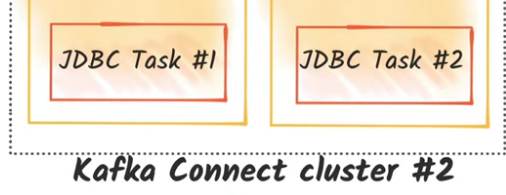 JDBC Task #1
JDBC Task #2
Kafka Connect cluster #2